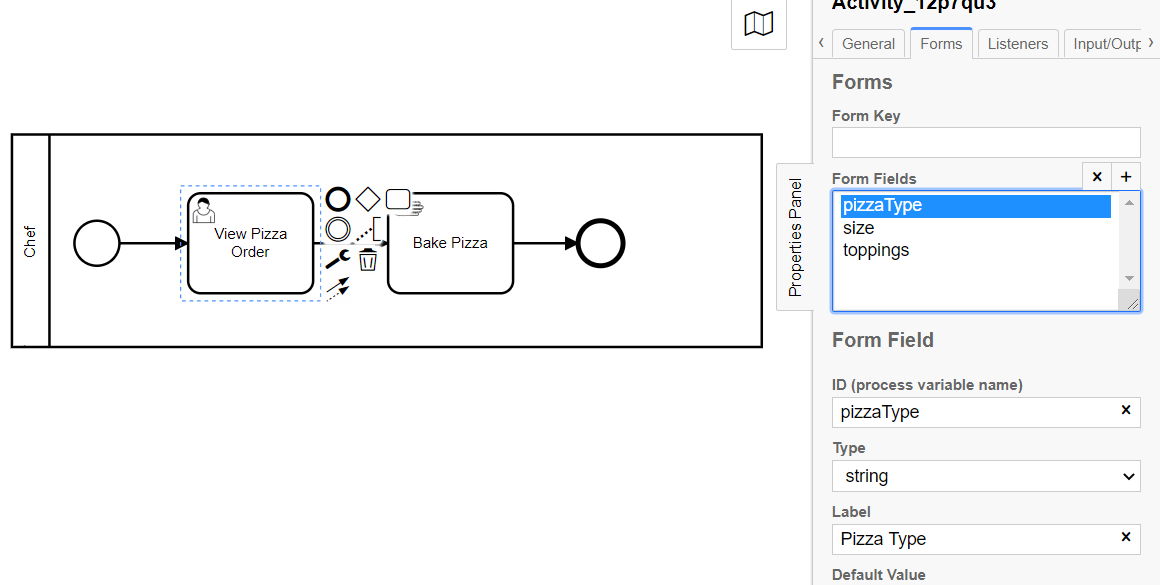 Activity_12p7qu3
General
Forms
Listeners
Input/Outp
Forms
Form Key
Form Fields
pizzaType
size
toppings
Form Field
ID (process variable name)
pizzaType
Type
string
Label
Pizza Type
Default Value
Properties Panel
Chef
View Pizza
Order
Bake Pizza